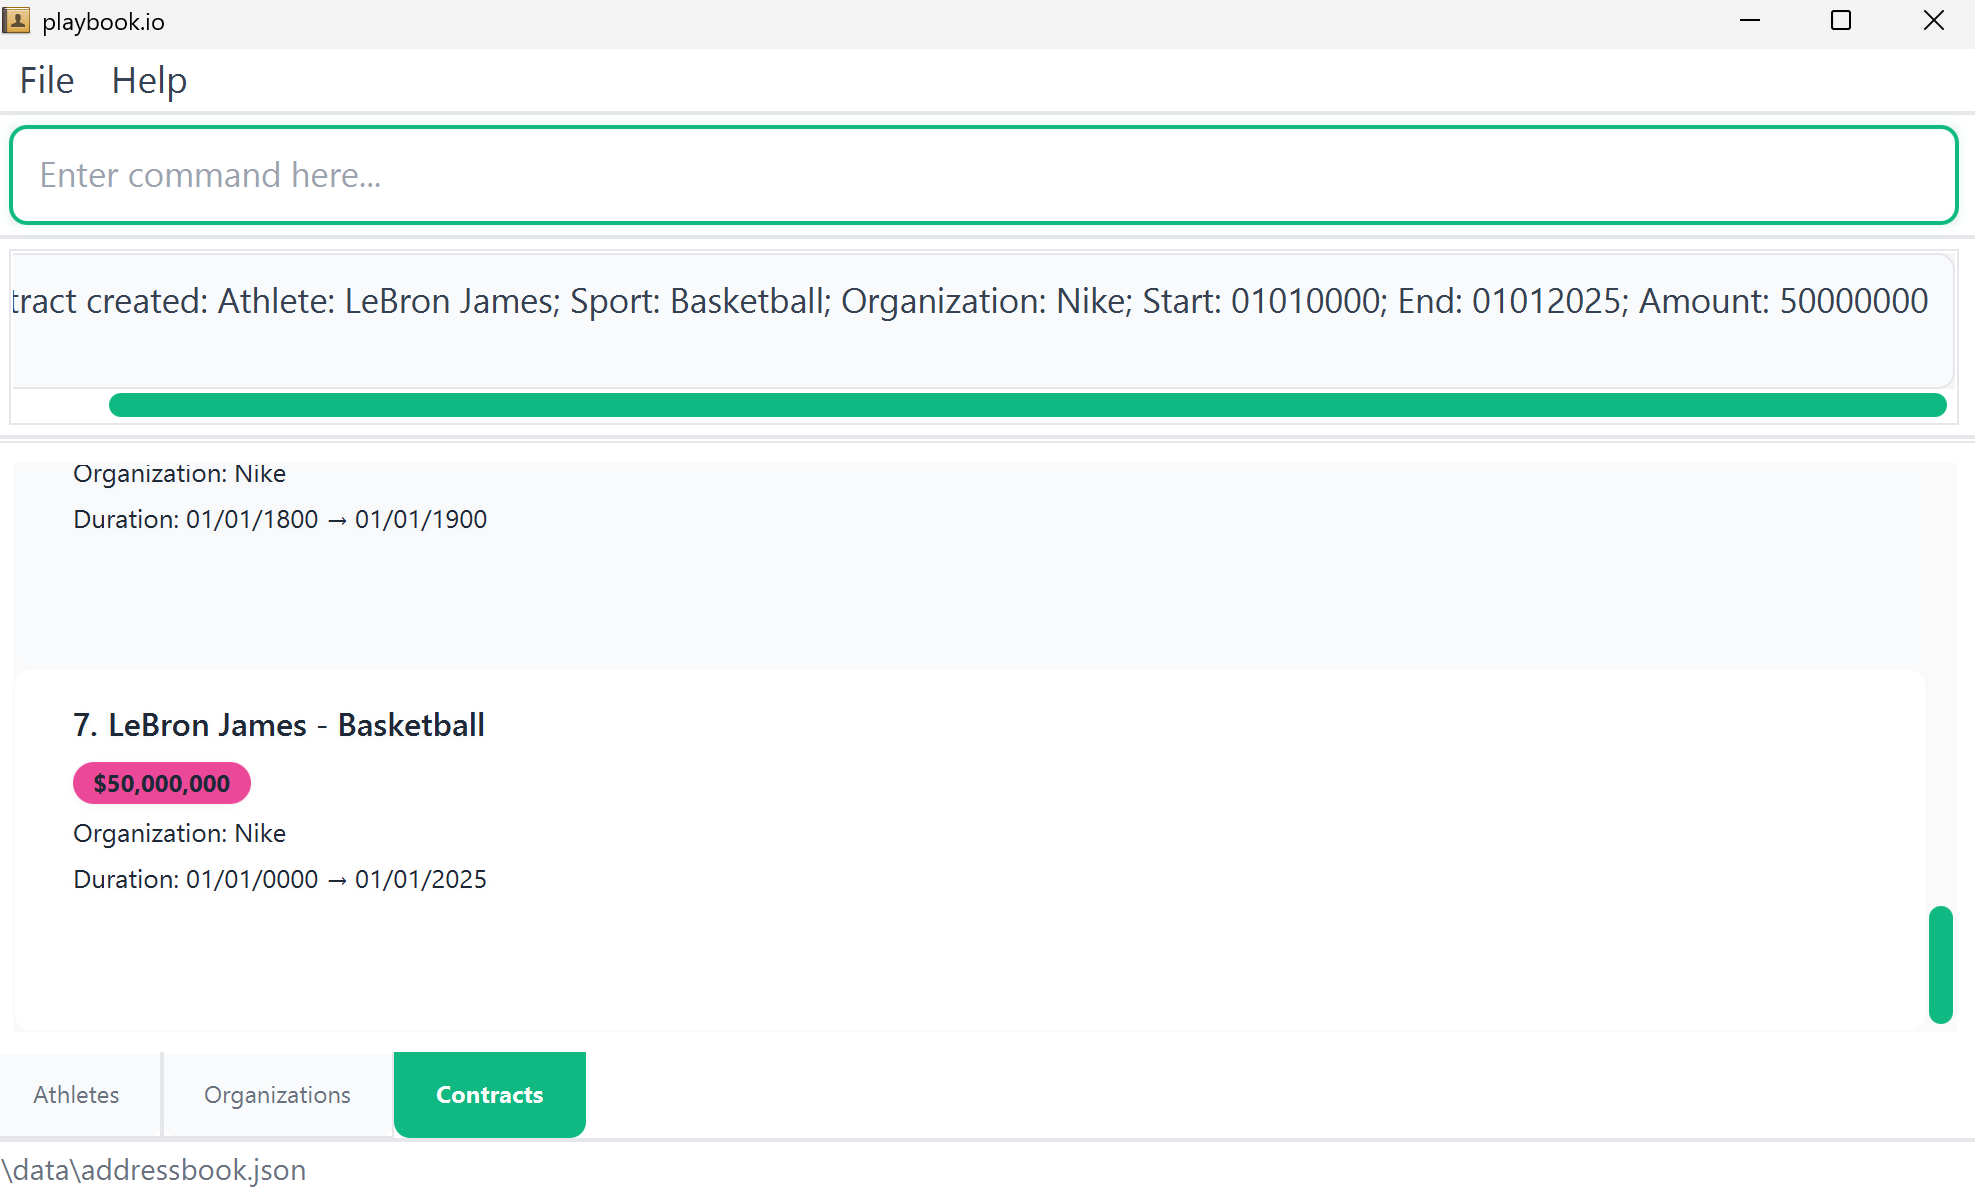 playbook.io
File Help
Enter command here...
tract created: Athlete: LeBron James; Sport: Basketball; Organization: Nike; Start: 01010000; End: 01012025; Amount: 50000000
Organization: Nike
Duration: 01/01/1800 → 01/01/1900
7. LeBron James - Basketball
$50,000,000
Organization: Nike
Duration: 01/01/0000 → 01/01/2025
Athletes Organizations Contracts
\data\addressbook.json